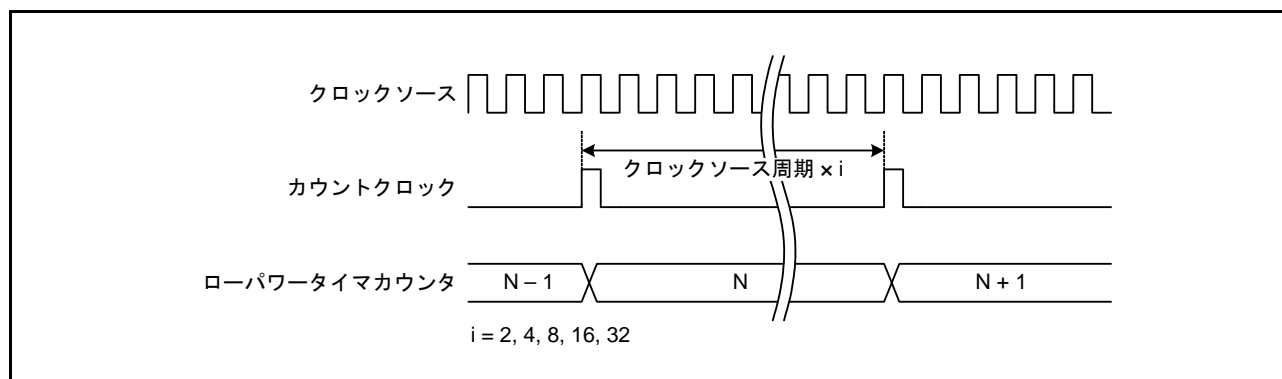 クロックソース
クロックソース周期 × i
カウントクロック
ローパワータイマカウンタ
N – 1
N
N + 1
i = 2, 4, 8, 16, 32